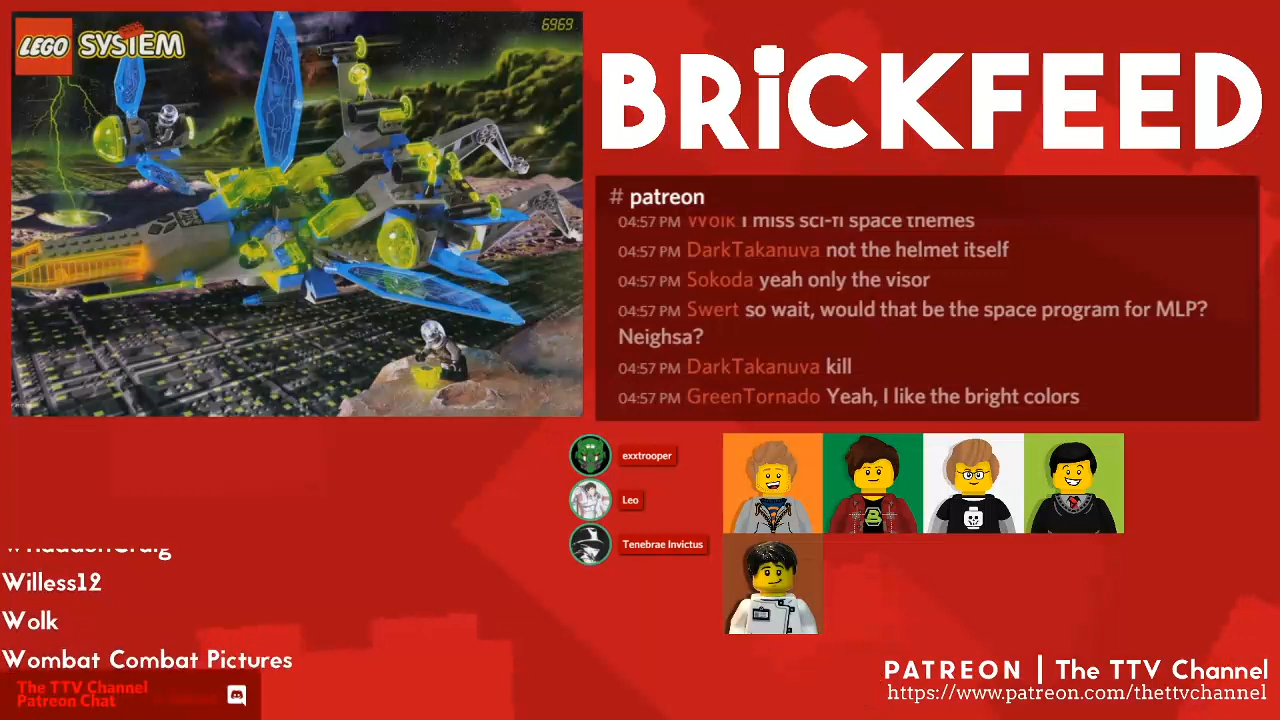 6969
LEGO SYSTEM
BRiCKFEED
# patreon
04:57 PM Wolk I miss sci-fi space themes
04:57 PM DarkTakanuva not the helmet itself
04:57 PM Sokoda yeah only the visor
04:57 PM Swert so wait, would that be the space program for MLP?
Neighsa?
04:57 PM DarkTakanuva kill
04:57 PM GreenTornado Yeah, I like the bright colors
exxtrooper
Leo
Tenebrae Invictus
Willess12
Wolk
Wombat Combat Pictures
The TTV Channel
Patreon Chat
PATREON | The TTV Channel
https://www.patreon.com/thettvchannel